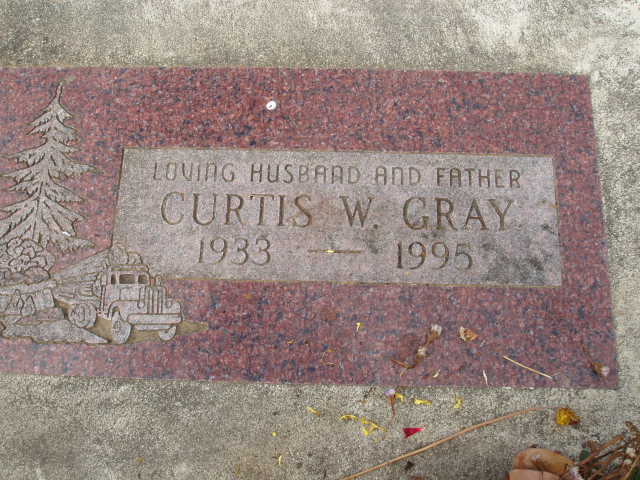 LOVING HUSBAND AND FATHER
CURTIS W. GRAY
1933 — 1995